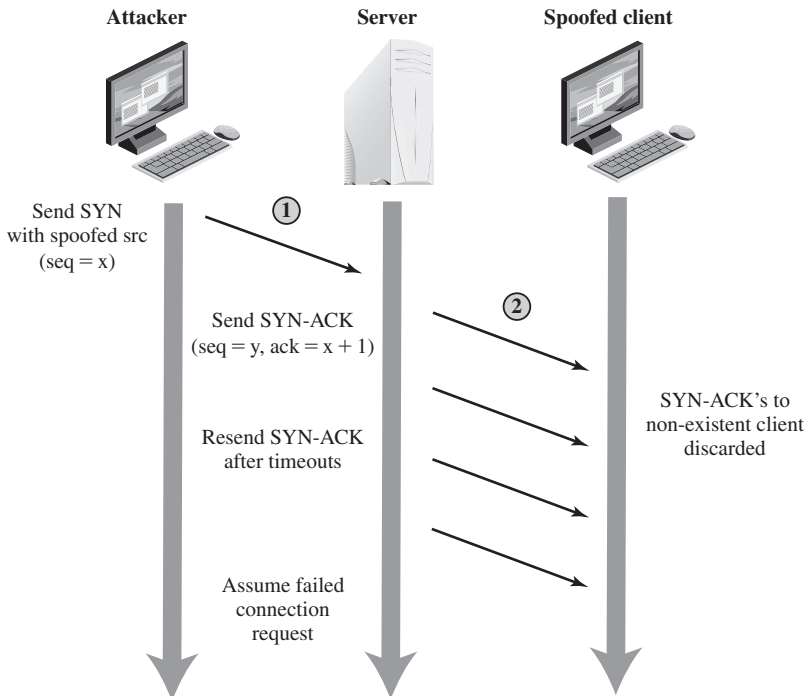 Attacker
Server
Spoofed client
Send SYN
with spoofed src
(seq = x)
1
2
Send SYN-ACK
(seq = y, ack = x + 1)
SYN-ACK's to
non-existent client
discarded
Resend SYN-ACK
after timeouts
Assume failed
connection
request